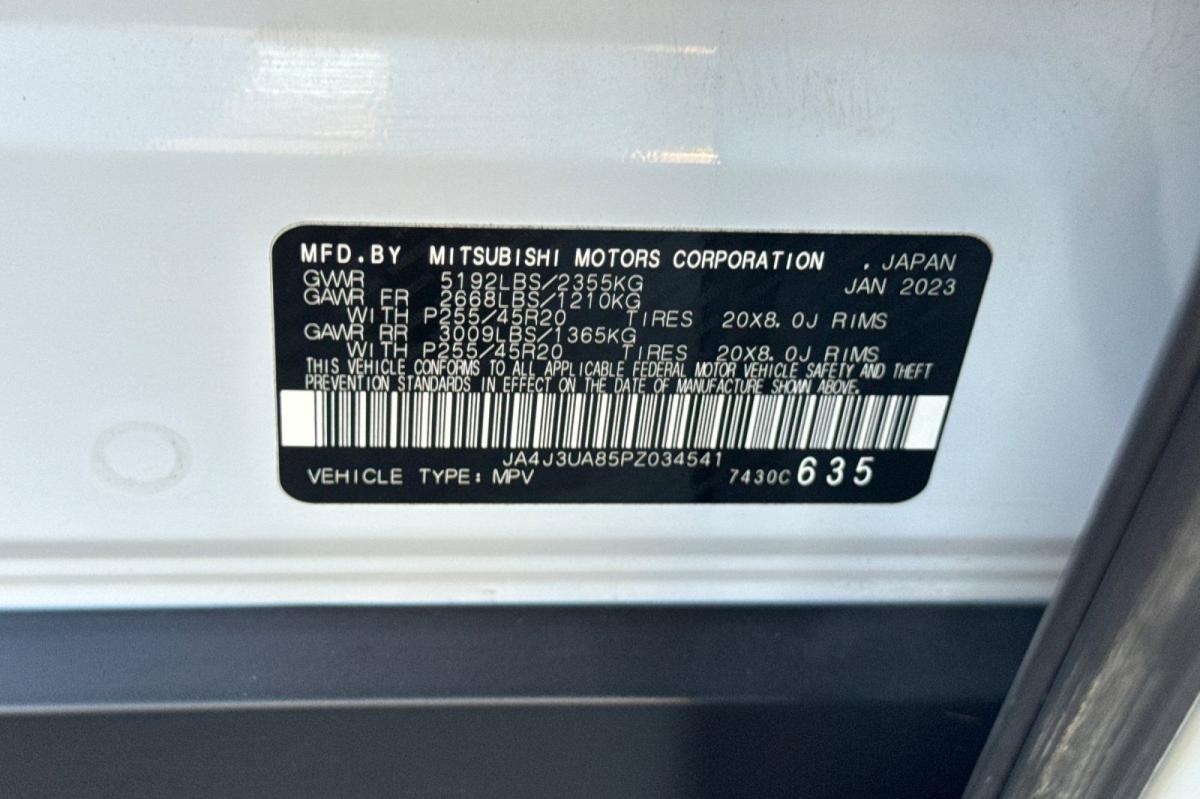 MFD.BY MITSUBISHI MOTORS CORPORATION . JAPAN
GVWR 5192LBS/2355KG JAN 2023
GAWR FR 2668LBS/1210KG
WITH P255/45R20 TIRES 20X8.0J RIMS
GAWR RR 3009LBS/1365KG
WITH P255/45R20 TIRES 20X8.0J RIMS
THIS VEHICLE CONFORMS TO ALL APPLICABLE FEDERAL MOTOR VEHICLE SAFETY AND THEFT
PREVENTION STANDARDS IN EFFECT ON THE DATE OF MANUFACTURE SHOWN ABOVE.
JA4J3UA85PZ034541
VEHICLE TYPE: MPV 7430C 635